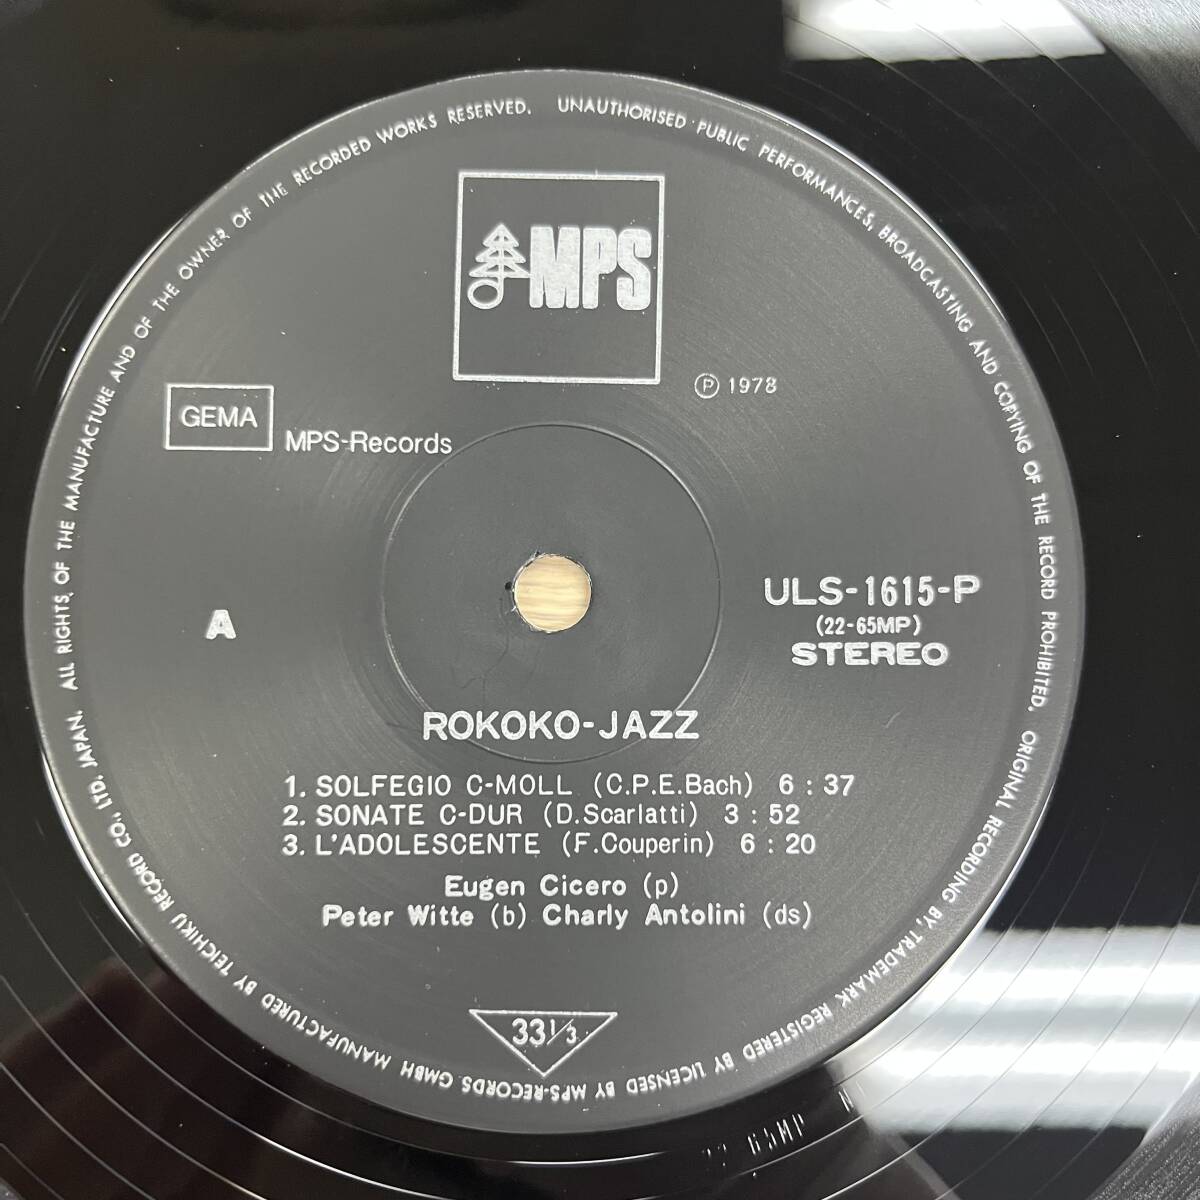 MPS
℗ 1978
GEMA
MPS-Records
A
ULS-1615-P
(22-65MP)
STEREO
ROKOKO-JAZZ
1. SOLFEGIO C-MOLL (C.P.E.Bach) 6 : 37
2. SONATE C-DUR (D.Scarlatti) 3 : 52
3. L'ADOLESCENTE (F.Couperin) 6 : 20
Eugen Cicero (p)
Peter Witte (b) Charly Antolini (ds)
33 1/3
ALL RIGHTS OF THE MANUFACTURE AND OF THE OWNER OF THE RECORDED WORKS RESERVED. UNAUTHORISED PUBLIC PERFORMANCES, BROADCASTING AND COPYING OF THE RECORD PROHIBITED. ORIGINAL RECORDING BY, TRADEMARK REGISTERED BY LICENSED BY MPS-RECORDS GMBH MANUFACTURED BY TEICHIKU RECORD CO., LTD. JAPAN.
65MP